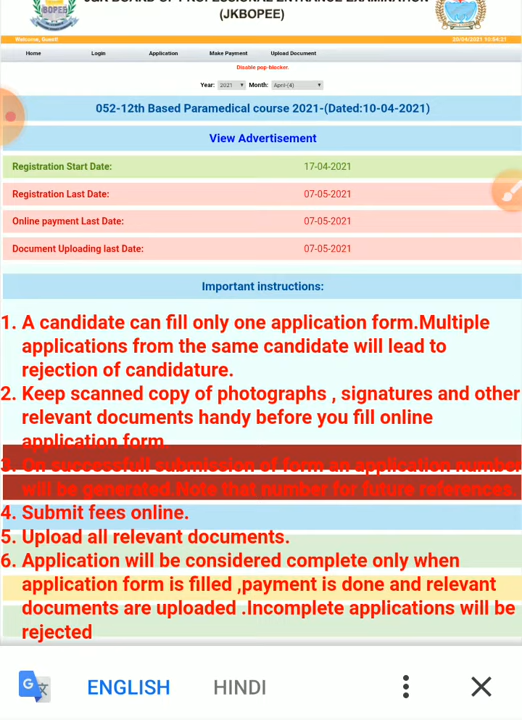 J&K BOARD OF PROFESSIONAL ENTRANCE EXAMINATION
(JKBOPEE)
BOPEE
Welcome, Guest! 20/04/2021 10:54:21
Home Login Application Make Payment Upload Document
Disable pop-blocker.
Year: 2021 Month: April-(4)
052-12th Based Paramedical course 2021-(Dated:10-04-2021)
View Advertisement
Registration Start Date: 17-04-2021
Registration Last Date: 07-05-2021
Online payment Last Date: 07-05-2021
Document Uploading last Date: 07-05-2021
Important instructions:
1. A candidate can fill only one application form.Multiple
applications from the same candidate will lead to
rejection of candidature.
2. Keep scanned copy of photographs , signatures and other
relevant documents handy before you fill online
application form.
3. On successfull submission of form an application number
will be generated.Note that number for future references.
4. Submit fees online.
5. Upload all relevant documents.
6. Application will be considered complete only when
application form is filled ,payment is done and relevant
documents are uploaded .Incomplete applications will be
rejected
G ENGLISH HINDI